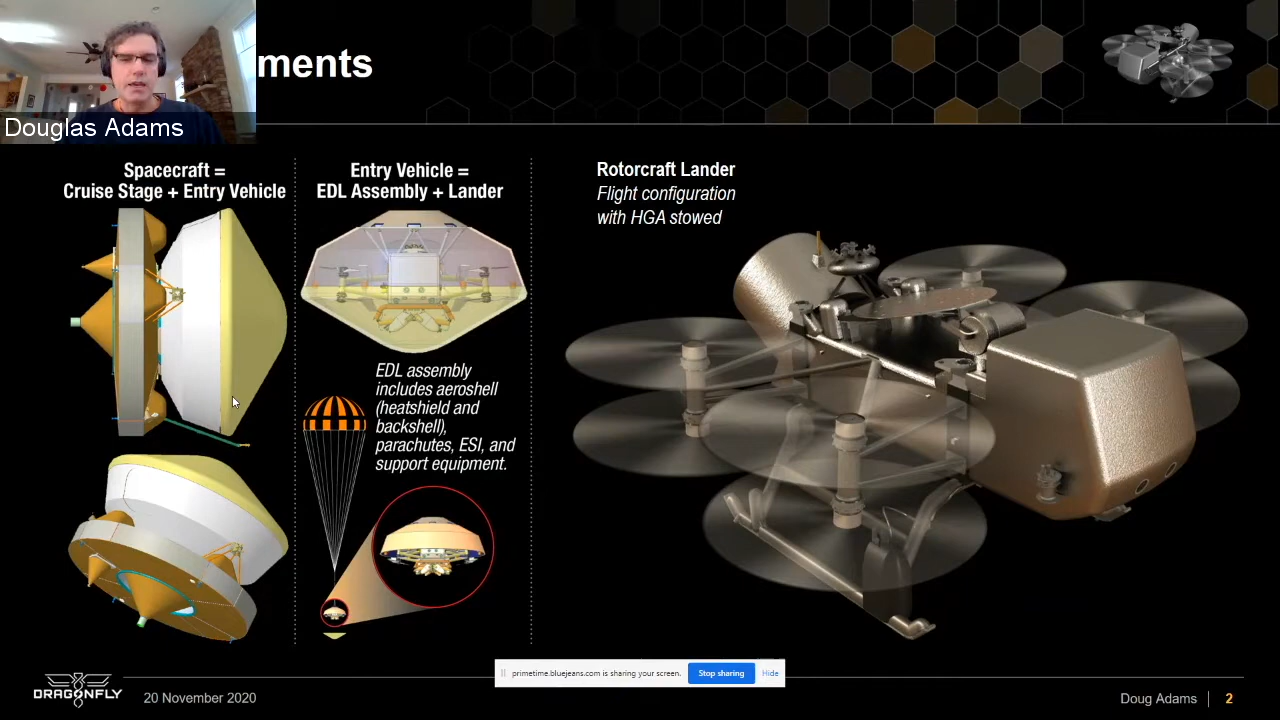 ments
Douglas Adams
Spacecraft =
Cruise Stage + Entry Vehicle
Entry Vehicle =
EDL Assembly + Lander
EDL assembly
includes aeroshell
(heatshield and
backshell),
parachutes, ESI, and
support equipment.
Rotorcraft Lander
Flight configuration
with HGA stowed
primetime.bluejeans.com is sharing your screen.
Stop sharing
Hide
DRAGONFLY
20 November 2020
Doug Adams
2